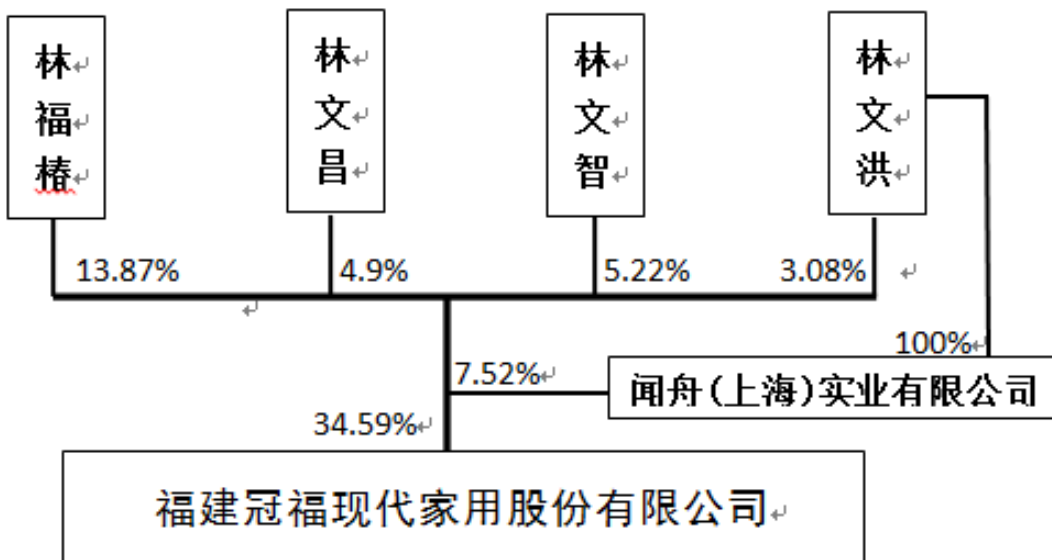 林
福
椿
林
文
昌
林
文
智
林
文
洪
13.87%
4.9%
5.22%
3.08%
100%
7.52%
闻舟(上海)实业有限公司
34.59%
福建冠福现代家用股份有限公司